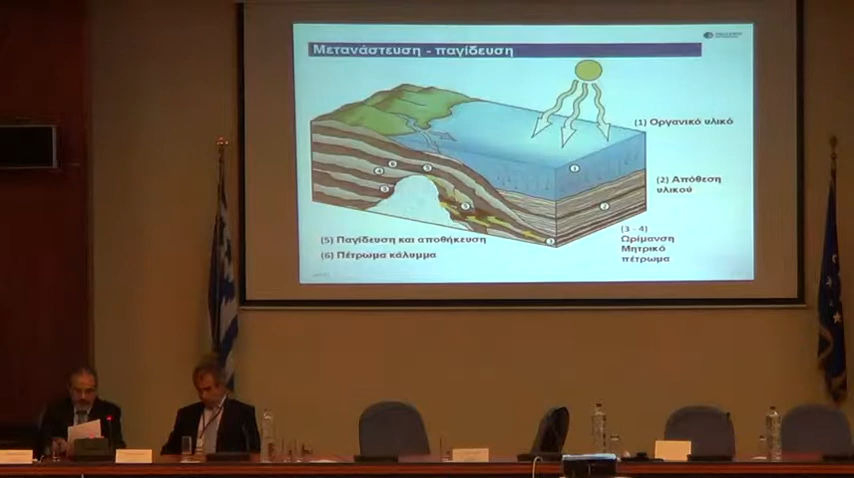 Μετανάστευση - παγίδευση
(1) Οργανικό υλικό
(2) Απόθεση
υλικού
(3 - 4)
Ωρίμανση
Μητρικό
πέτρωμα
(5) Παγίδευση και αποθήκευση
(6) Πέτρωμα κάλυμμα